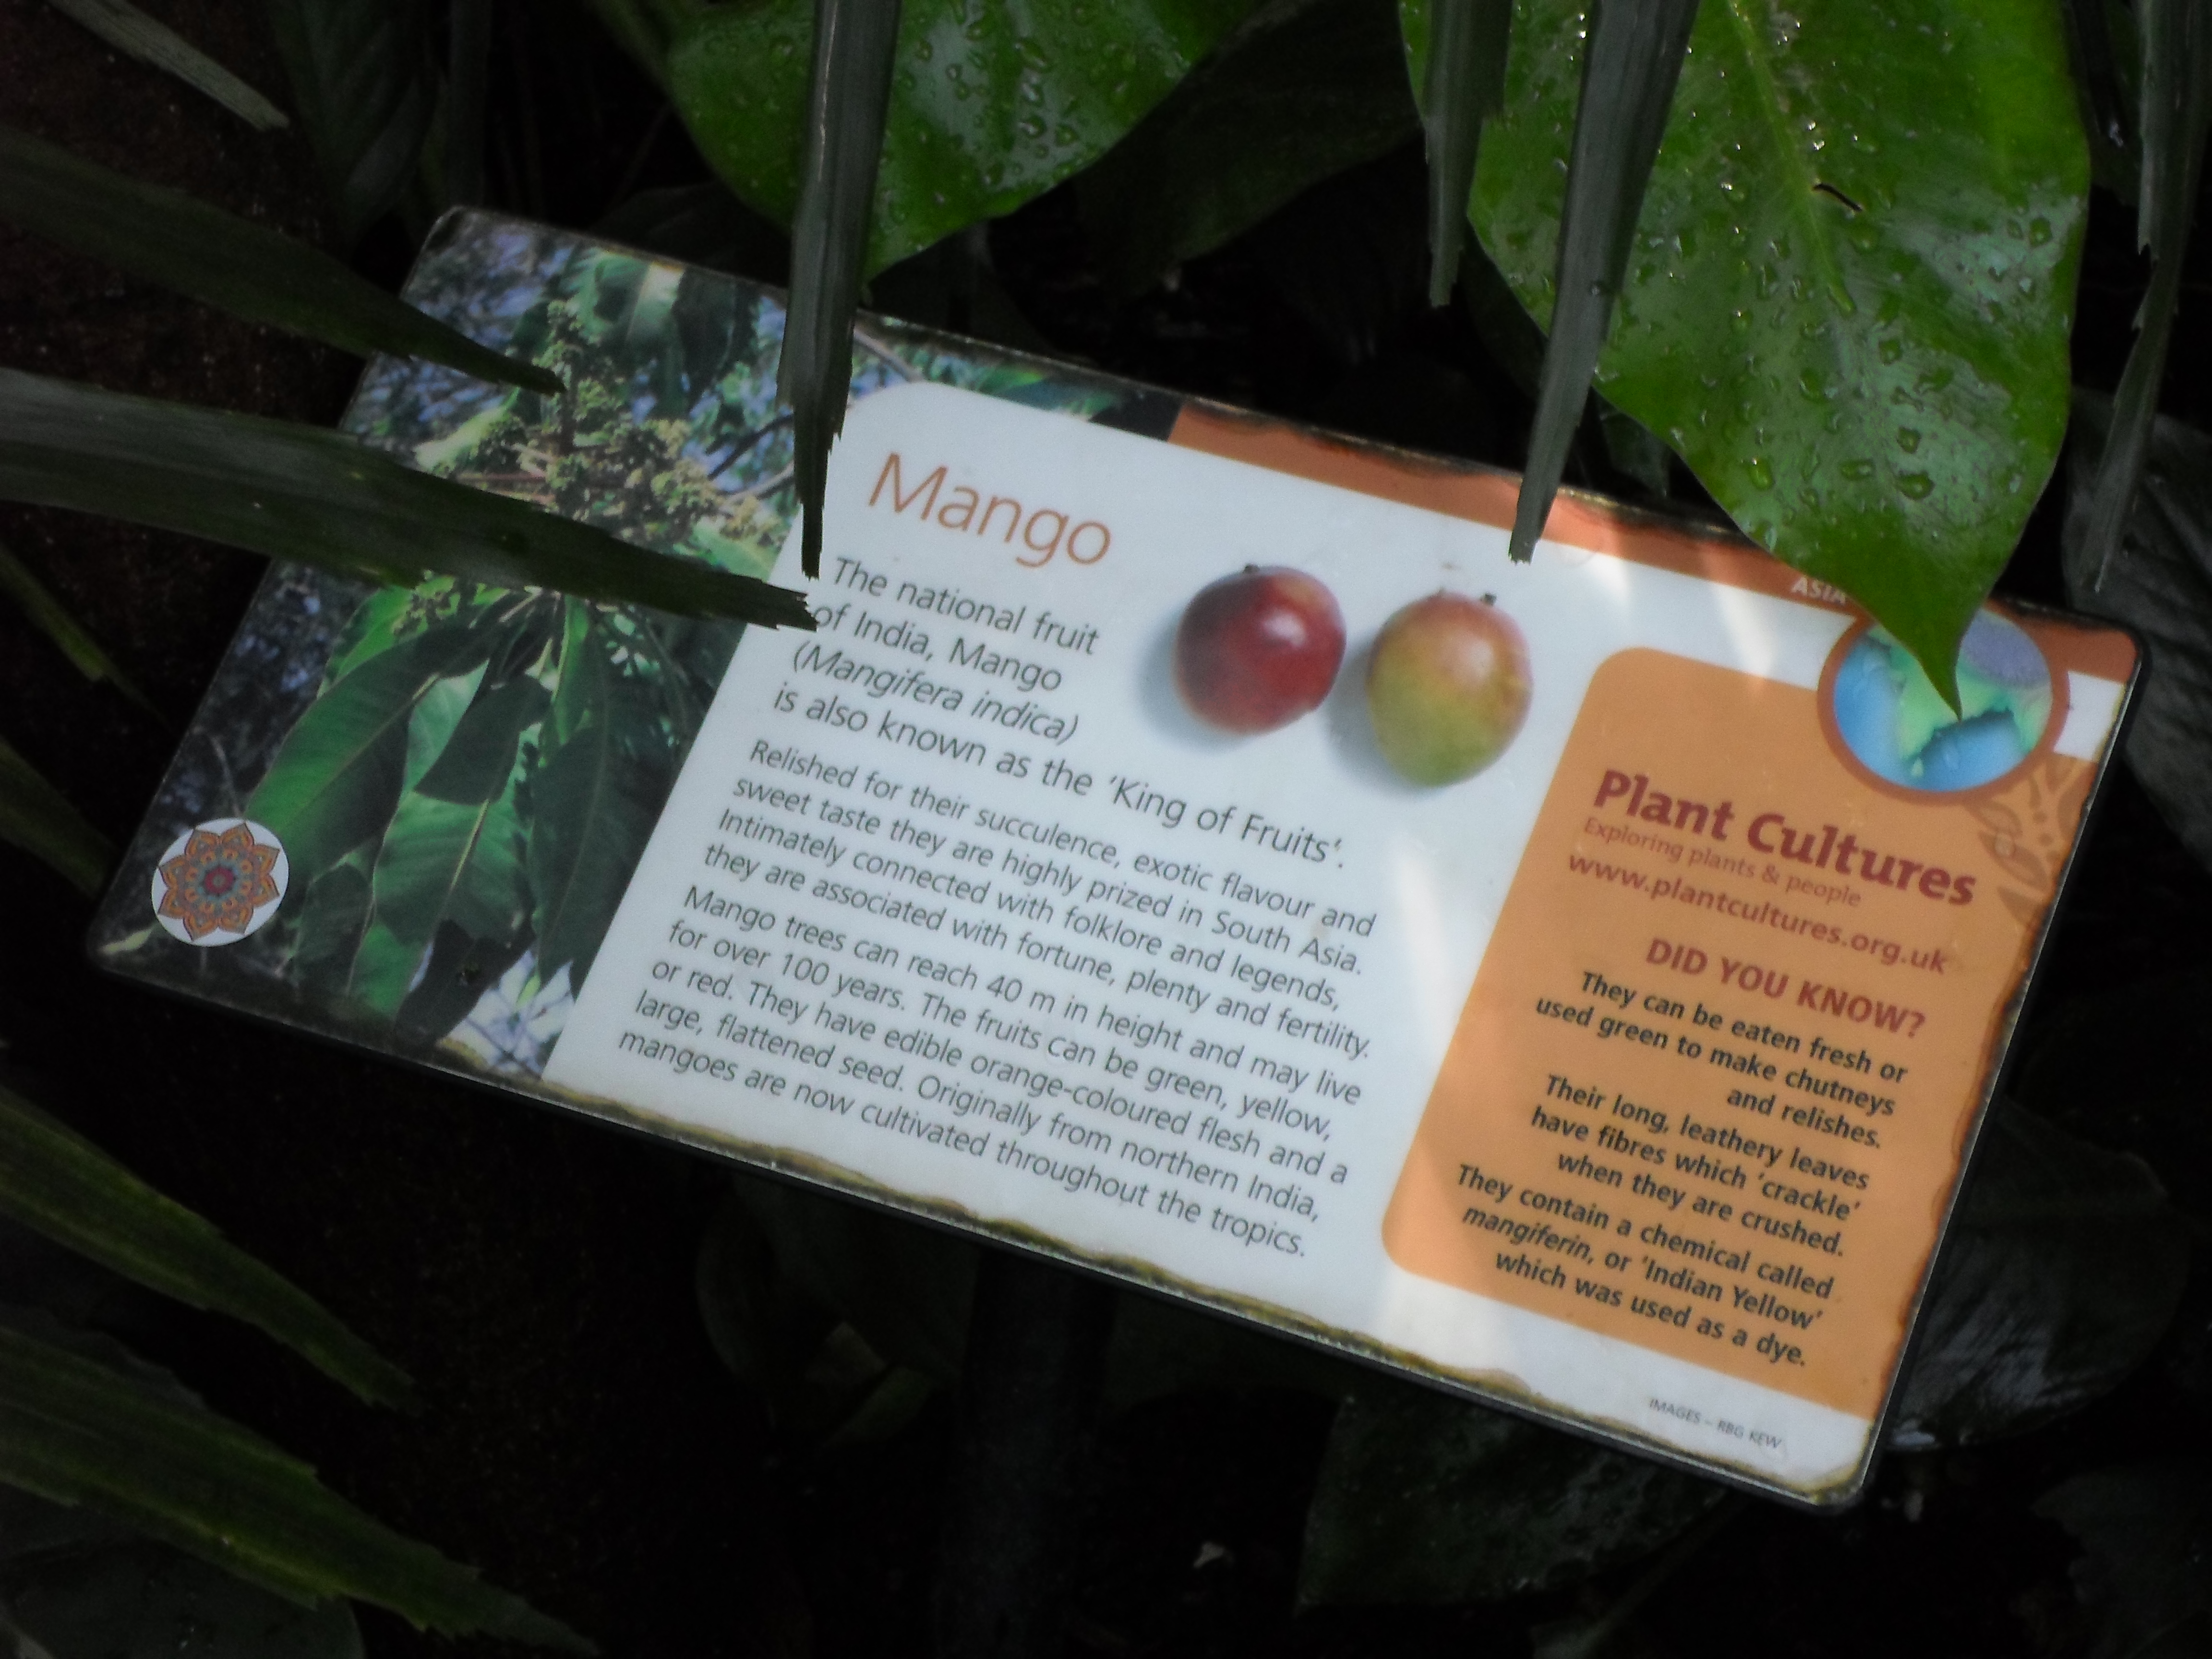 Mango
The national fruit
of India, Mango
(Mangifera indica)
is also known as the ‘King of Fruits’.
Relished for their succulence, exotic flavour and
sweet taste they are highly prized in South Asia.
Intimately connected with folklore and legends,
they are associated with fortune, plenty and fertility.
Mango trees can reach 40 m in height and may live
for over 100 years. The fruits can be green, yellow,
or red. They have edible orange-coloured flesh and a
large, flattened seed. Originally from northern India,
mangoes are now cultivated throughout the tropics.
ASIA
Plant Cultures
Exploring plants & people
www.plantcultures.org.uk
DID YOU KNOW?
They can be eaten fresh or
used green to make chutneys
and relishes.
Their long, leathery leaves
have fibres which ‘crackle’
when they are crushed.
They contain a chemical called
mangiferin, or ‘Indian Yellow’
which was used as a dye.
IMAGES – RBG KEW